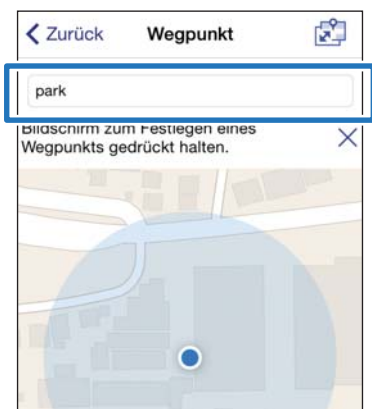 Zurück Wegpunkt
park
Bildschirm zum Festlegen eines
Wegpunkts gedrückt halten.